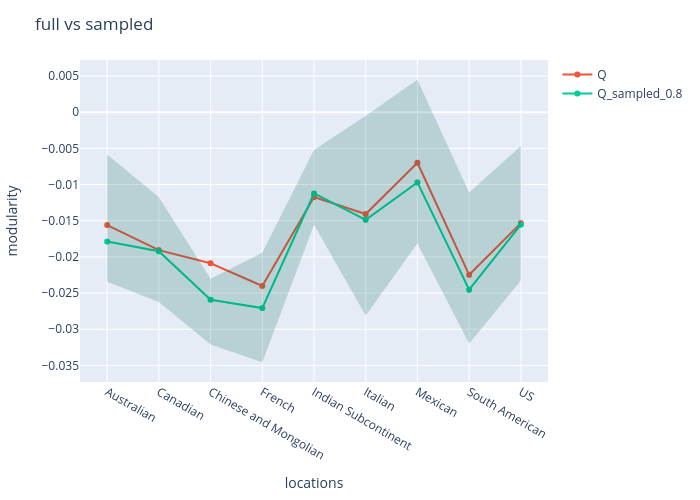 full vs sampled
0.005
0
−0.005
−0.01
−0.015
−0.02
−0.025
−0.03
−0.035
modularity
Australian
Canadian
Chinese and Mongolian
French
Indian Subcontinent
Italian
Mexican
South American
US
locations
Q
Q_sampled_0.8